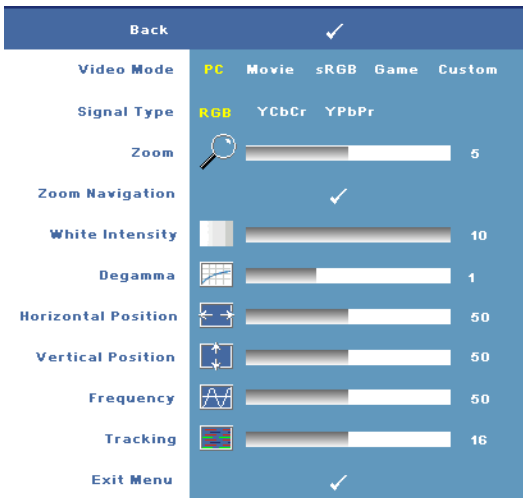 Back
Video Mode PC Movie sRGB Game Custom
Signal Type RGB YCbCr YPbPr
Zoom 5
Zoom Navigation
White Intensity 10
Degamma 1
Horizontal Position 50
Vertical Position 50
Frequency 50
Tracking 16
Exit Menu